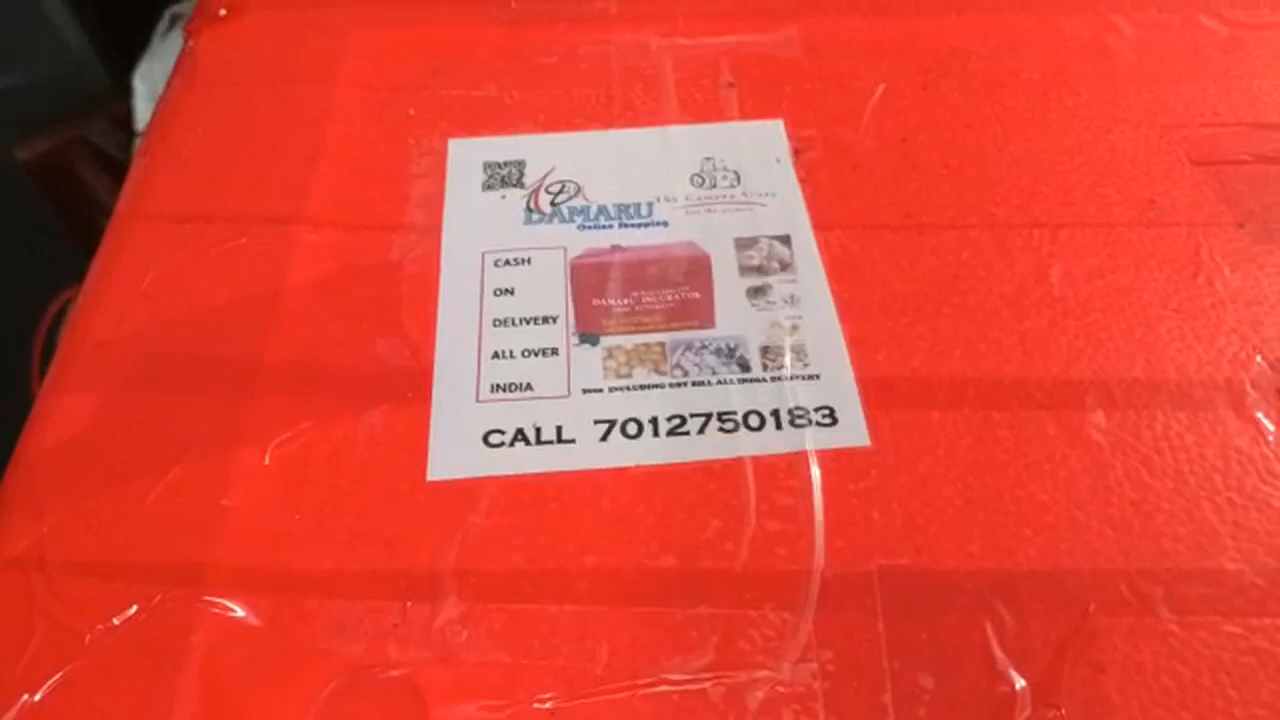 DAMARU
Online Shopping
The Camera Store
CASH
ON
DELIVERY
ALL OVER
INDIA
DAMARU INCUBATOR
INCLUDING GST BILL ALL INDIA DELIVERY
CALL 7012750183